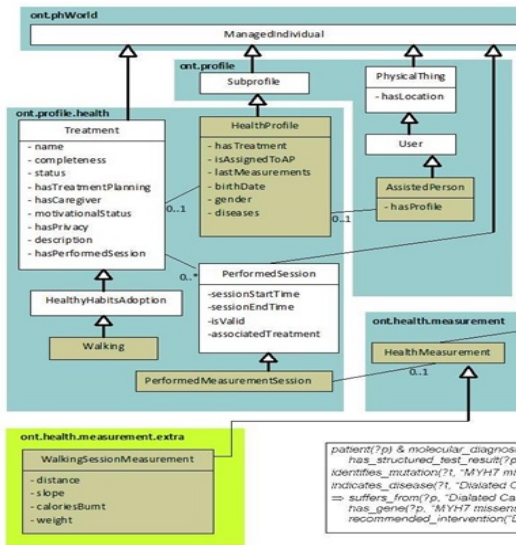 ont.phWorld
ManagedIndividual
ont.profile
Subprofile
PhysicalThing
- hasLocation
User
AssistedPerson
- hasProfile
ont.profile.health
Treatment
- name
- completeness
- status
- hasTreatmentPlanning
- hasCaregiver
- motivationalStatus
- hasPrivacy
- description
- hasPerformedSession
HealthProfile
- hasTreatment
- isAssignedToAP
- lastMeasurements
- birthDate
- gender
- diseases
0..1
0..1
0..*
PerformedSession
-sessionStartTime
-sessionEndTime
-isValid
-associatedTreatment
HealthyHabitsAdoption
Walking
PerformedMeasurementSession
ont.health.measurement
HealthMeasurement
0..1
ont.health.measurement.extra
WalkingSessionMeasurement
- distance
- slope
- caloriesBurnt
- weight
patient(?p) & molecular_diagnos
has_structured_test_result(?p
identifies_mutation(?t, "MYH7 mi
indicates_disease(?t, "Dialated C
⇒ suffers_from(?p, "Dialated Ca
has_gene(?p, "MYH7 missens
recommended_intervention("D